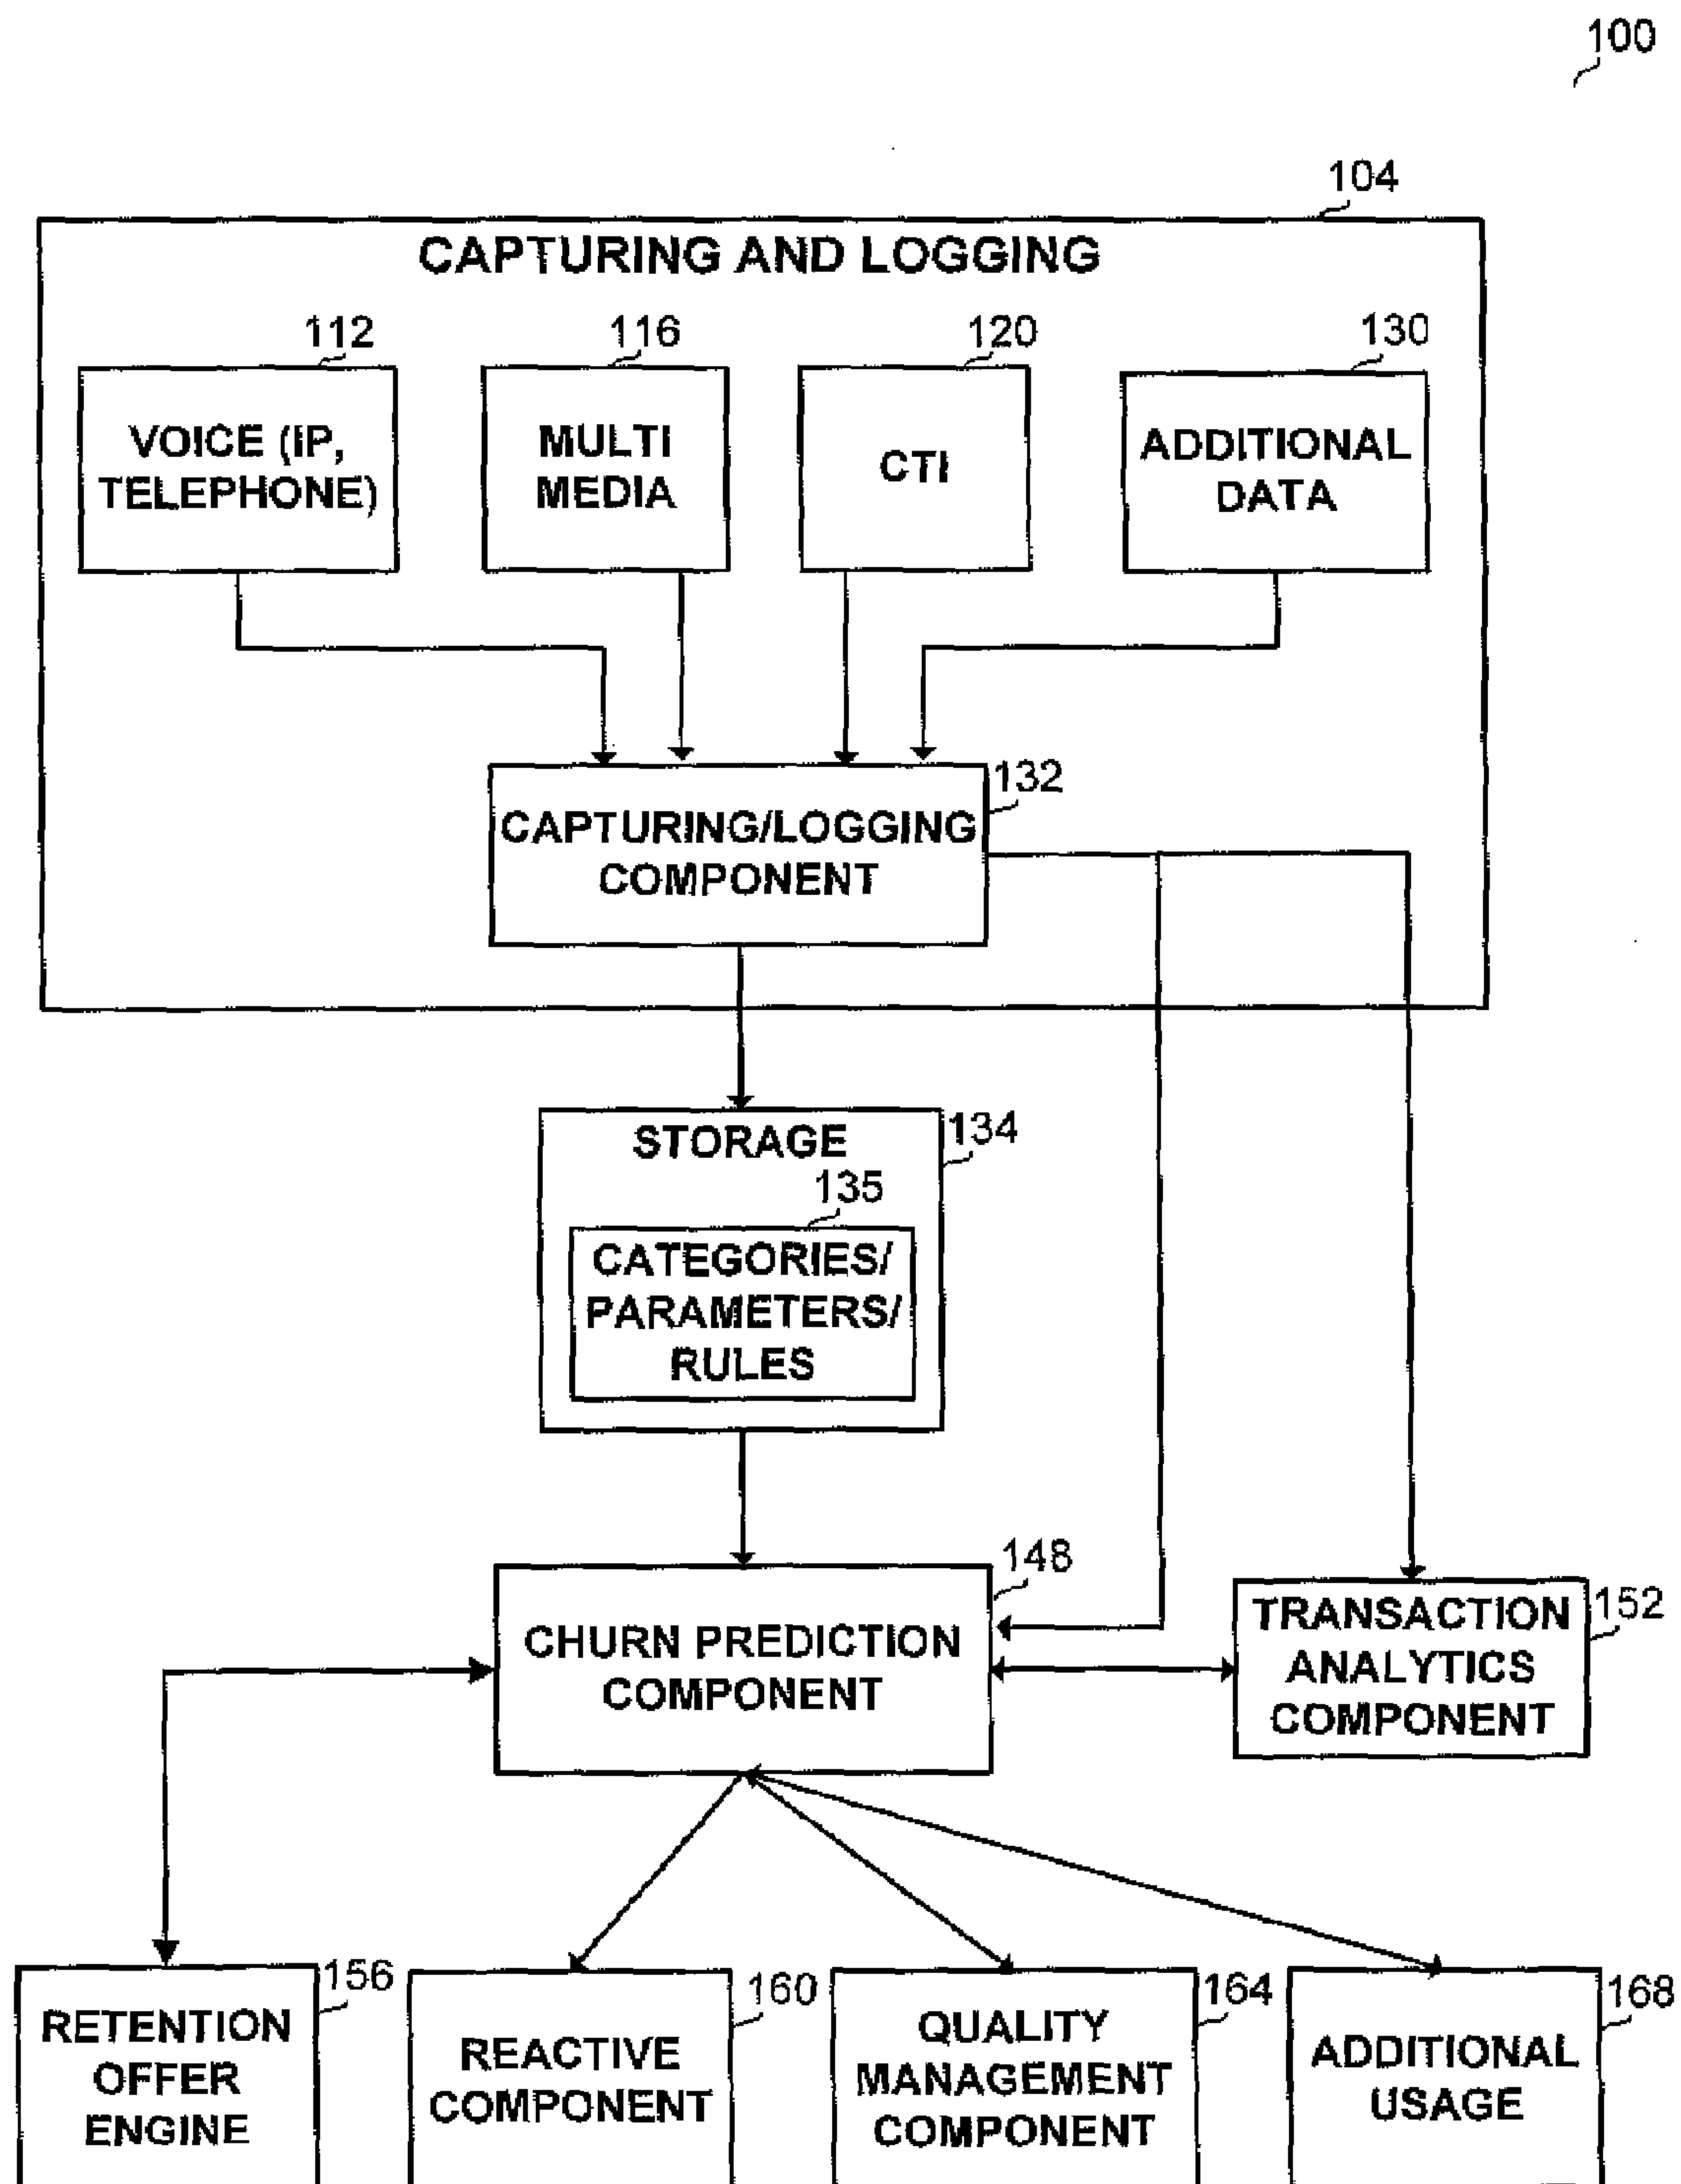 100
104
CAPTURING AND LOGGING
112
116
120
130
VOICE (IP,
TELEPHONE)
MULTI
MEDIA
CTI
ADDITIONAL
DATA
132
CAPTURING/LOGGING
COMPONENT
134
STORAGE
135
CATEGORIES/
PARAMETERS/
RULES
148
CHURN PREDICTION
COMPONENT
152
TRANSACTION
ANALYTICS
COMPONENT
156
RETENTION
OFFER
ENGINE
160
REACTIVE
COMPONENT
164
QUALITY
MANAGEMENT
COMPONENT
168
ADDITIONAL
USAGE